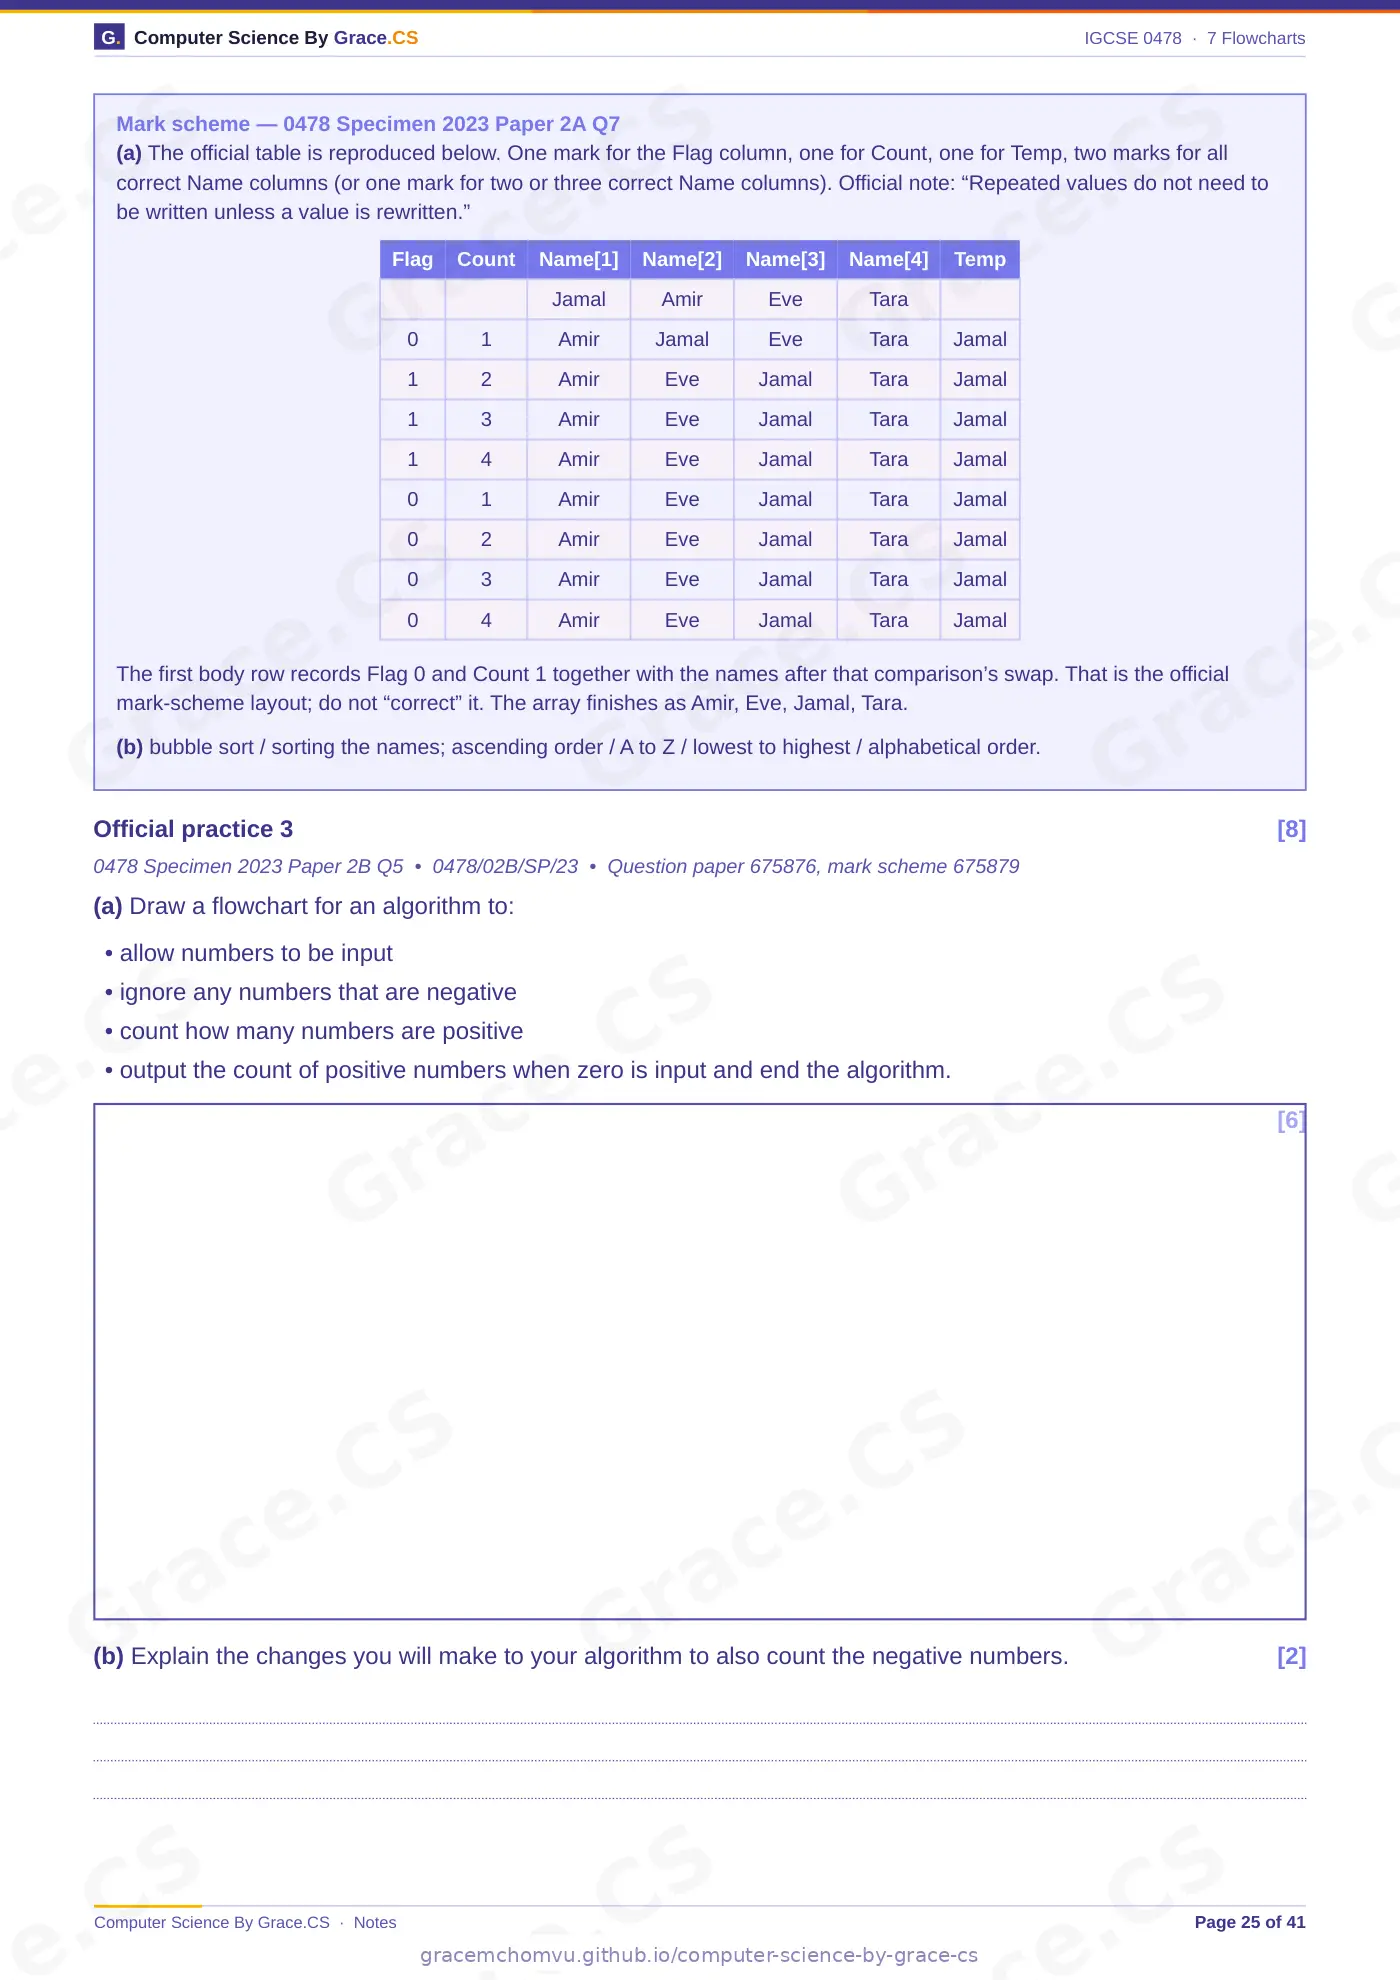 G. Computer Science By Grace.CS
IGCSE 0478 · 7 Flowcharts
Mark scheme — 0478 Specimen 2023 Paper 2A Q7
(a) The official table is reproduced below. One mark for the Flag column, one for Count, one for Temp, two marks for all
correct Name columns (or one mark for two or three correct Name columns). Official note: “Repeated values do not need to
be written unless a value is rewritten.”
Flag Count Name[1] Name[2] Name[3] Name[4] Temp
Jamal Amir Eve Tara
0 1 Amir Jamal Eve Tara Jamal
1 2 Amir Eve Jamal Tara Jamal
1 3 Amir Eve Jamal Tara Jamal
1 4 Amir Eve Jamal Tara Jamal
0 1 Amir Eve Jamal Tara Jamal
0 2 Amir Eve Jamal Tara Jamal
0 3 Amir Eve Jamal Tara Jamal
0 4 Amir Eve Jamal Tara Jamal
The first body row records Flag 0 and Count 1 together with the names after that comparison’s swap. That is the official
mark-scheme layout; do not “correct” it. The array finishes as Amir, Eve, Jamal, Tara.
(b) bubble sort / sorting the names; ascending order / A to Z / lowest to highest / alphabetical order.
Official practice 3 [8]
0478 Specimen 2023 Paper 2B Q5 • 0478/02B/SP/23 • Question paper 675876, mark scheme 675879
(a) Draw a flowchart for an algorithm to:
• allow numbers to be input
• ignore any numbers that are negative
• count how many numbers are positive
• output the count of positive numbers when zero is input and end the algorithm.
[6]
(b) Explain the changes you will make to your algorithm to also count the negative numbers. [2]
Computer Science By Grace.CS · Notes
Page 25 of 41
gracemchomvu.github.io/computer-science-by-grace-cs